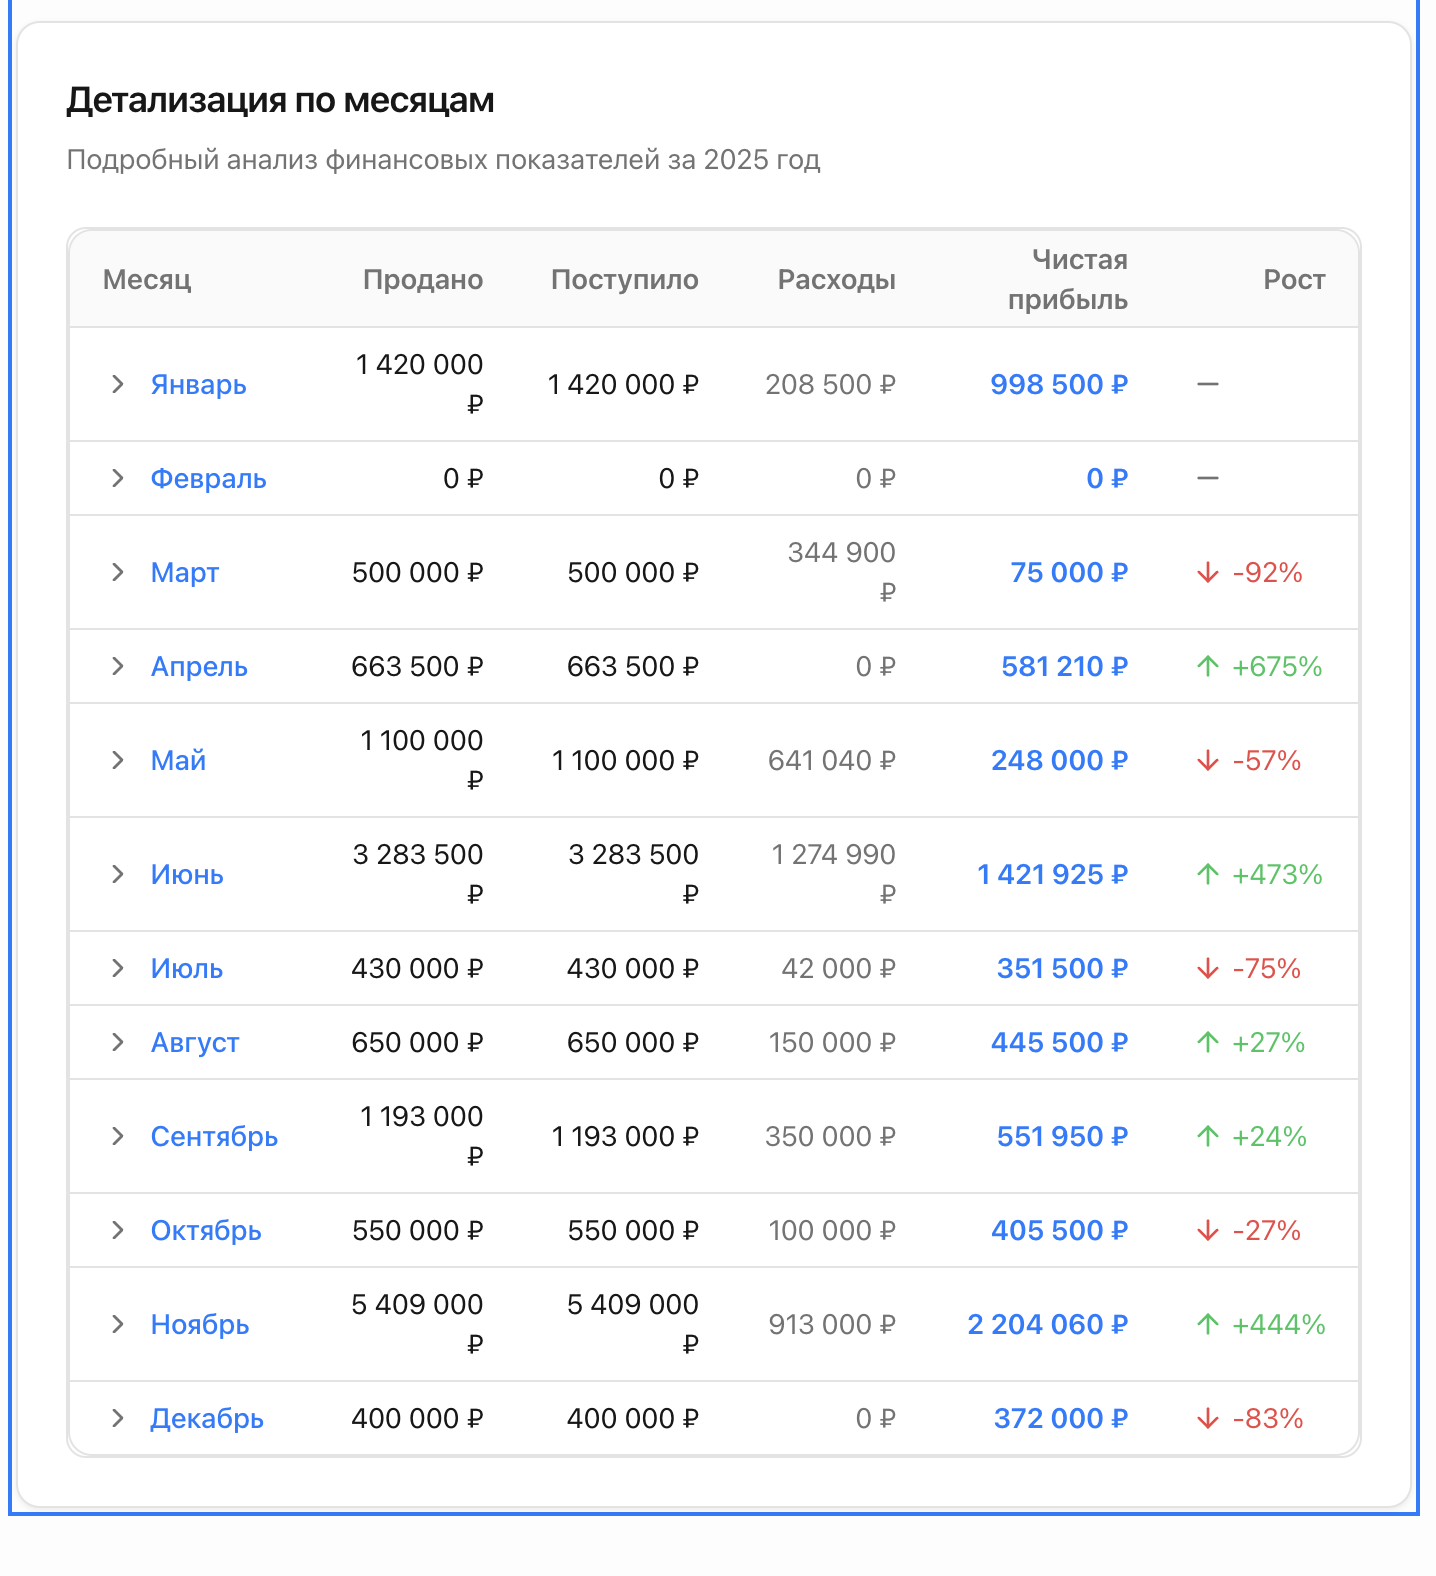 Детализация по месяцам
Подробный анализ финансовых показателей за 2025 год
Месяц Продано Поступило Расходы Чистая прибыль Рост
Январь 1 420 000 ₽ 1 420 000 ₽ 208 500 ₽ 998 500 ₽ —
Февраль 0 ₽ 0 ₽ 0 ₽ 0 ₽ —
Март 500 000 ₽ 500 000 ₽ 344 900 ₽ 75 000 ₽ ↓ -92%
Апрель 663 500 ₽ 663 500 ₽ 0 ₽ 581 210 ₽ ↑ +675%
Май 1 100 000 ₽ 1 100 000 ₽ 641 040 ₽ 248 000 ₽ ↓ -57%
Июнь 3 283 500 ₽ 3 283 500 ₽ 1 274 990 ₽ 1 421 925 ₽ ↑ +473%
Июль 430 000 ₽ 430 000 ₽ 42 000 ₽ 351 500 ₽ ↓ -75%
Август 650 000 ₽ 650 000 ₽ 150 000 ₽ 445 500 ₽ ↑ +27%
Сентябрь 1 193 000 ₽ 1 193 000 ₽ 350 000 ₽ 551 950 ₽ ↑ +24%
Октябрь 550 000 ₽ 550 000 ₽ 100 000 ₽ 405 500 ₽ ↓ -27%
Ноябрь 5 409 000 ₽ 5 409 000 ₽ 913 000 ₽ 2 204 060 ₽ ↑ +444%
Декабрь 400 000 ₽ 400 000 ₽ 0 ₽ 372 000 ₽ ↓ -83%